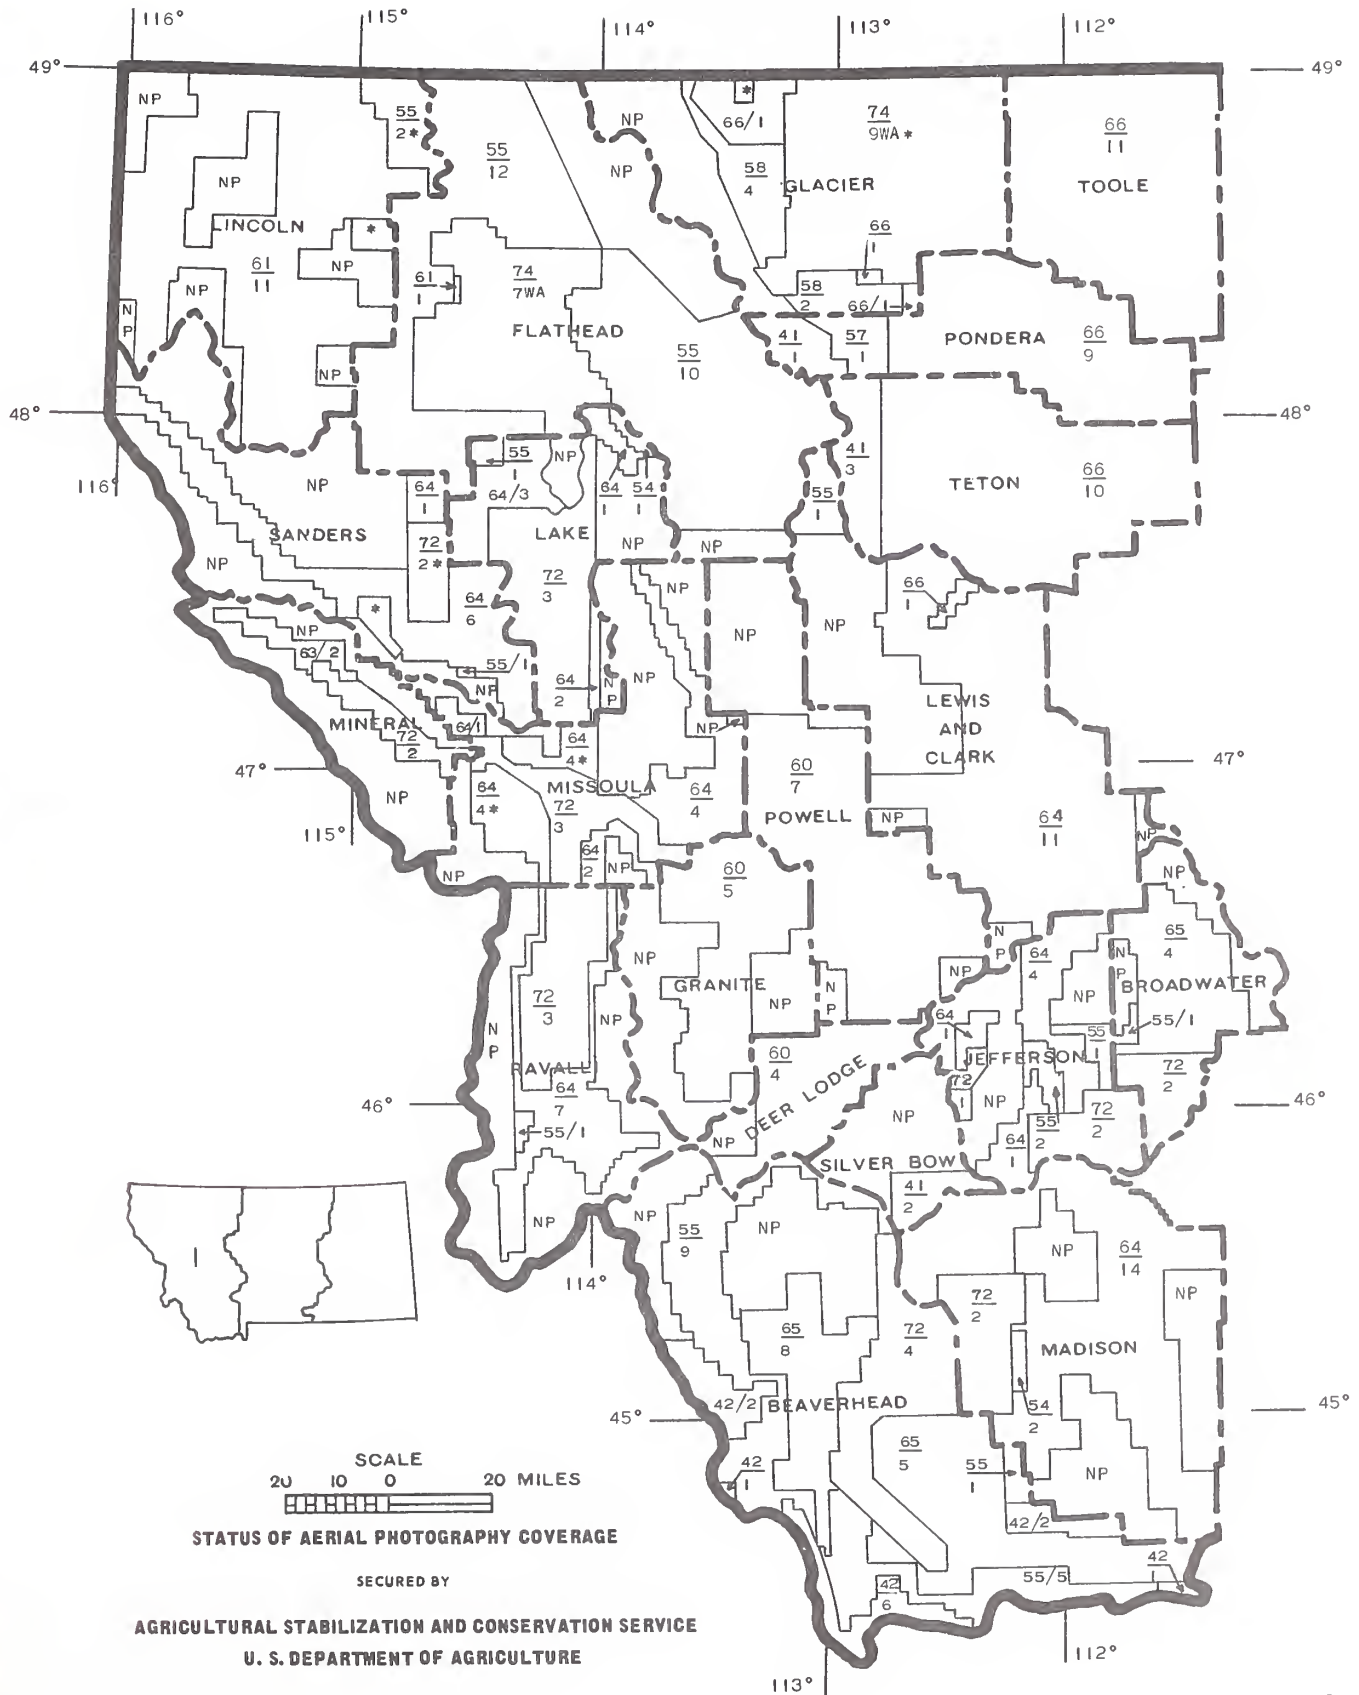 116° 115° 114° 113° 112°
49° 49°
NP 55 NP 66/1 * 74 66
2* 9WA* 11
55
12
NP NP 58
4
GLACIER TOOLE
LINCOLN * 66
1
61
11
NP 61
1
74
7WA
58
2
66/1
NP NP
FLATHEAD 41
1
57
1
PONDERA 66
9
NP 55
10
48° 48°
116° NP 64
1
55
1
64/3
NP 64
1
54
1
41
3
55
1
TETON 66
10
SANDERS LAKE
NP 72
2*
72
3
NP NP
NP 66
1
* 64
6
NP NP
NP
63/2 55/1 NP 64
2
NP NP
LEWIS
AND
CLARK
MINERAL 64/1 NP
72
2
64
4*
60
7
47° 47°
MISSOULA
NP 64
4*
72
3
64
4
POWELL NP 64
11
115° NP
NP 64
2
NP 60
5
NP
N
P
64
4
65
4
NP GRANITE NP NP NP BROADWATER
72
3
NP N
P
64
1
55/1
N
P
NP 60
4
JEFFERSON 55
1
RAVALLI DEER LODGE 72
1
72
2
46° 64
7
NP NP 55
2
72
2
46°
55/1 NP 64
1
SILVER BOW
41
2
NP NP 55
9
NP NP 64
14
114° NP
72
2
65
8
72
4
MADISON
45° 42/2 BEAVERHEAD 54
2
45°
42
1
65
5
55
1
NP
42/2
42
6
55/5 42
1
112°
113°
1
SCALE
20 10 0 20 MILES
STATUS OF AERIAL PHOTOGRAPHY COVERAGE
SECURED BY
AGRICULTURAL STABILIZATION AND CONSERVATION SERVICE
U. S. DEPARTMENT OF AGRICULTURE